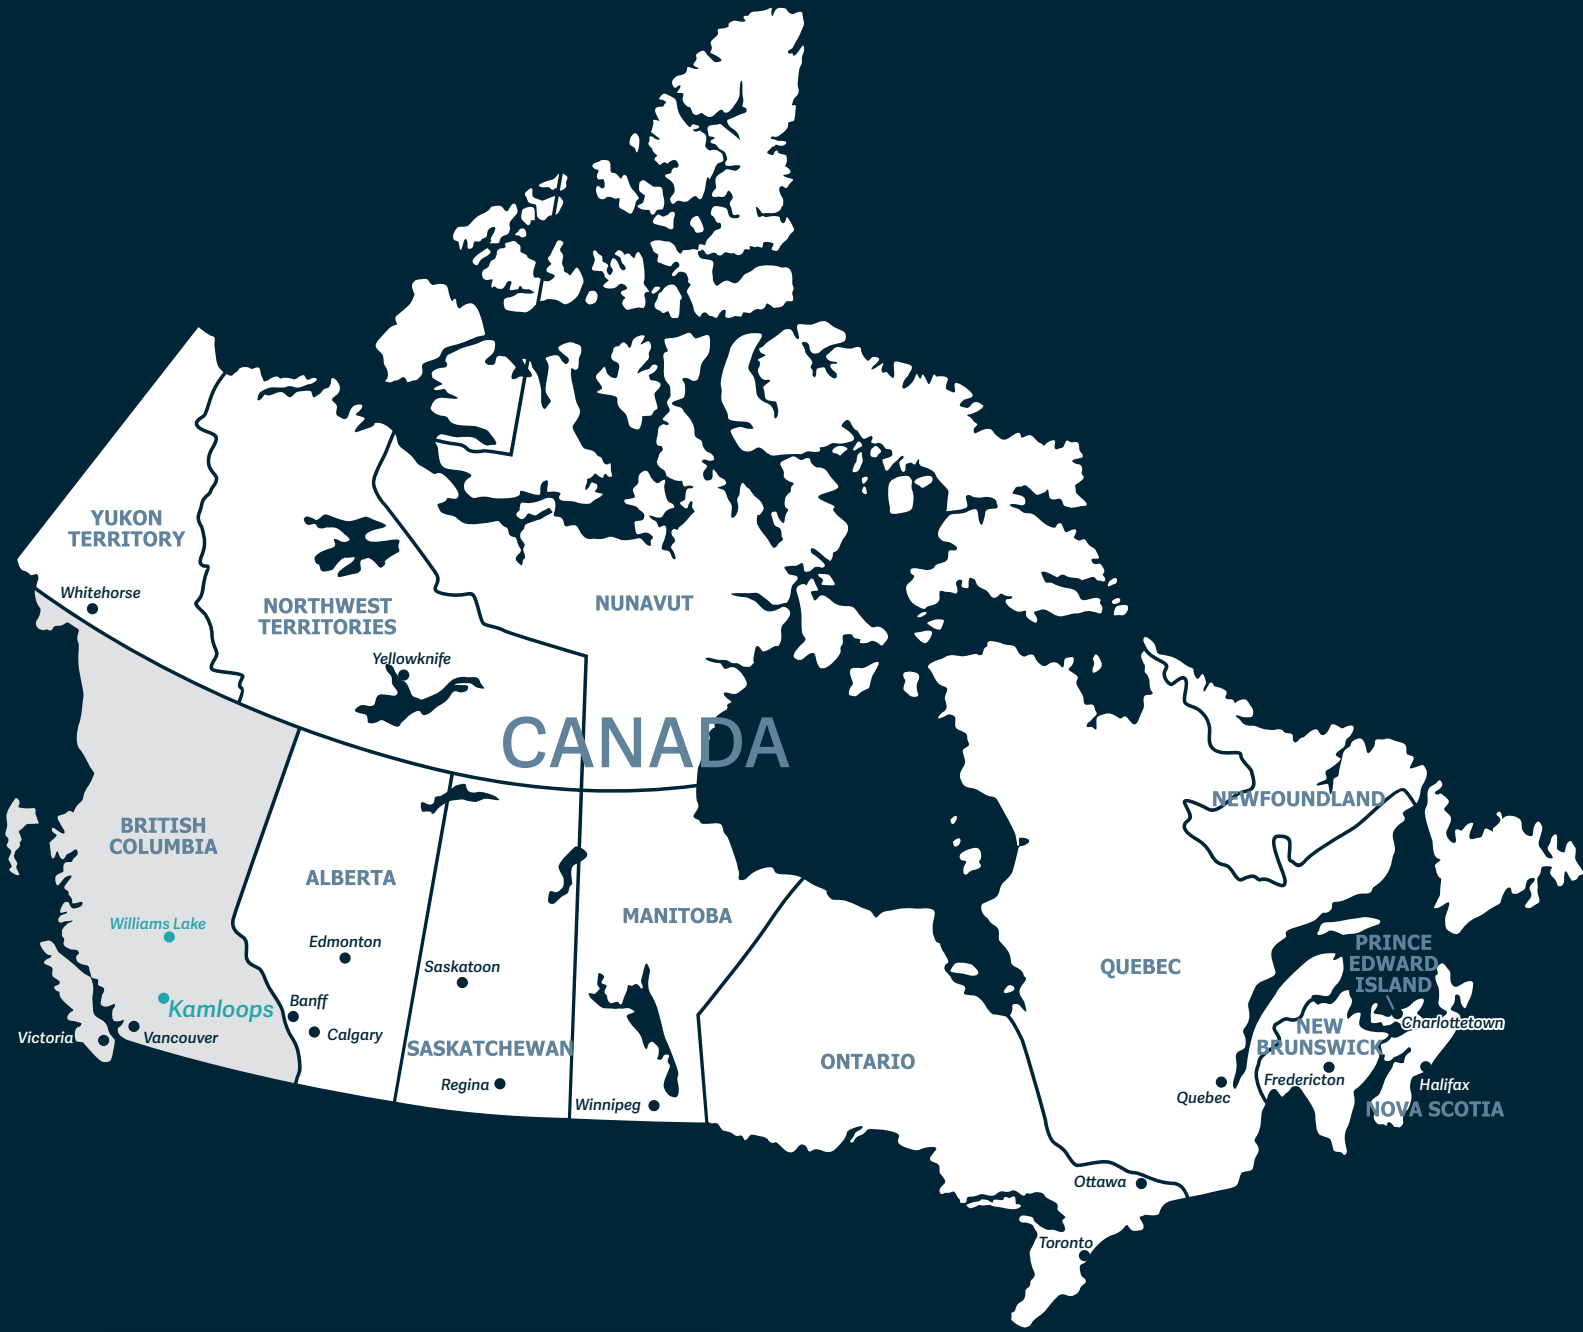 YUKON
TERRITORY
Whitehorse
NORTHWEST
TERRITORIES
Yellowknife
NUNAVUT
CANADA
BRITISH
COLUMBIA
Williams Lake
Kamloops
Victoria
Vancouver
ALBERTA
Edmonton
Banff
Calgary
Saskatoon
SASKATCHEWAN
Regina
MANITOBA
Winnipeg
ONTARIO
Ottawa
Toronto
QUEBEC
Quebec
NEWFOUNDLAND
PRINCE
EDWARD
ISLAND
Charlottetown
NEW
BRUNSWICK
Fredericton
Halifax
NOVA SCOTIA